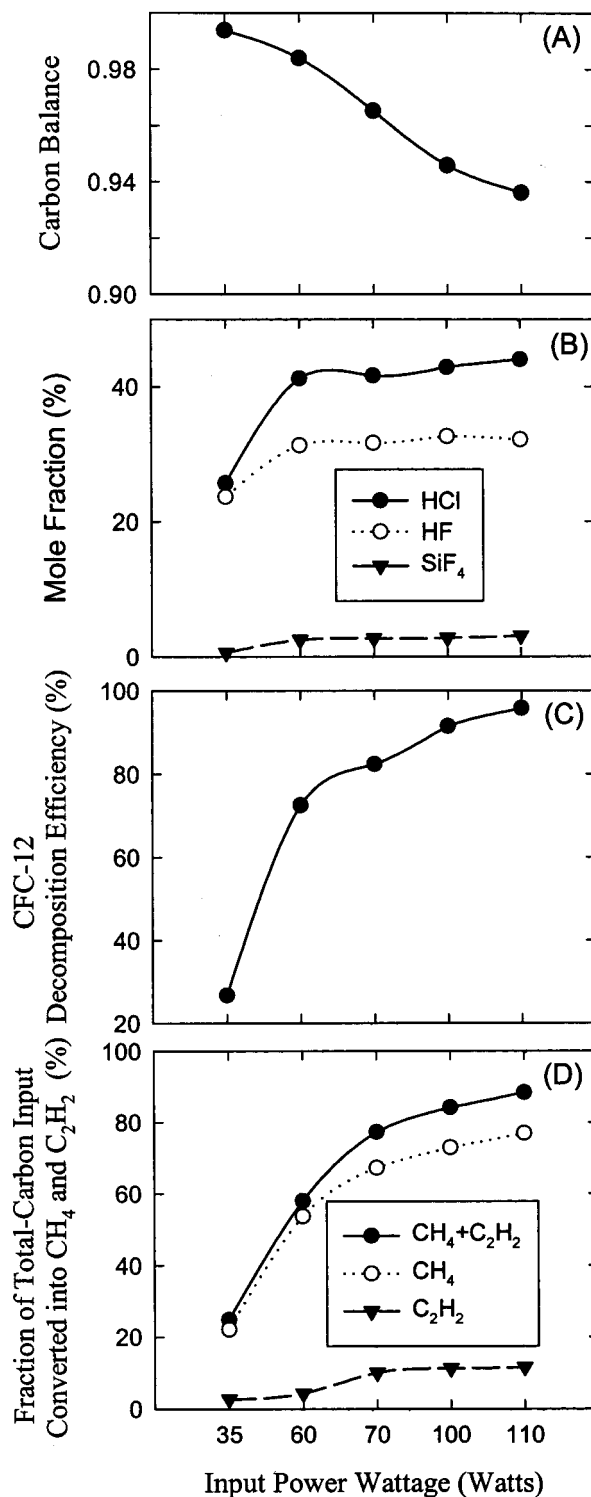 (A)
Carbon Balance
0.98
0.94
0.90
(B)
Mole Fraction (%)
40
20
0
HCl
HF
SiF₄
(C)
CFC-12
Decomposition Efficiency (%)
100
80
60
40
20
(D)
Fraction of Total-Carbon Input
Converted into CH₄ and C₂H₂ (%)
100
80
60
40
20
0
CH₄+C₂H₂
CH₄
C₂H₂
35 60 70 100 110
Input Power Wattage (Watts)